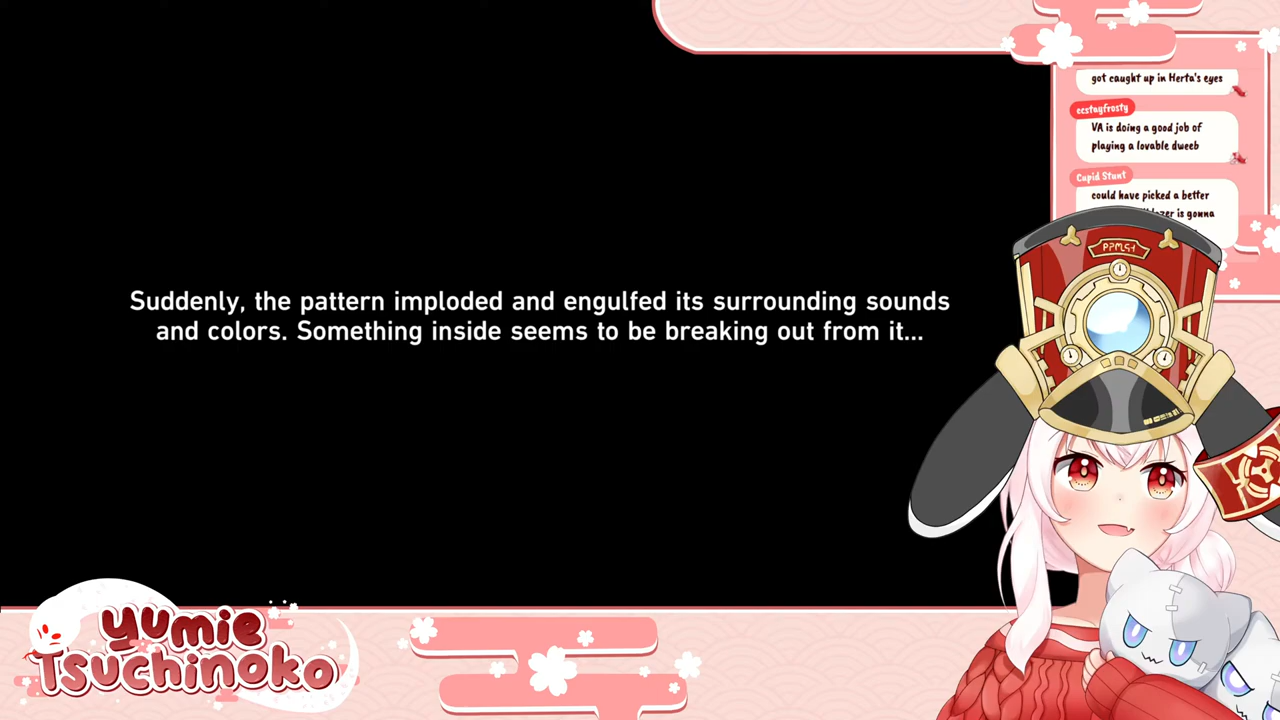 got caught up in Herta's eyes
ecstayfrosty
VA is doing a good job of
playing a lovable dweeb
Cupid Stunt
could have picked a better
is gonna
Suddenly, the pattern imploded and engulfed its surrounding sounds
and colors. Something inside seems to be breaking out from it...
Yumie
Tsuchinoko